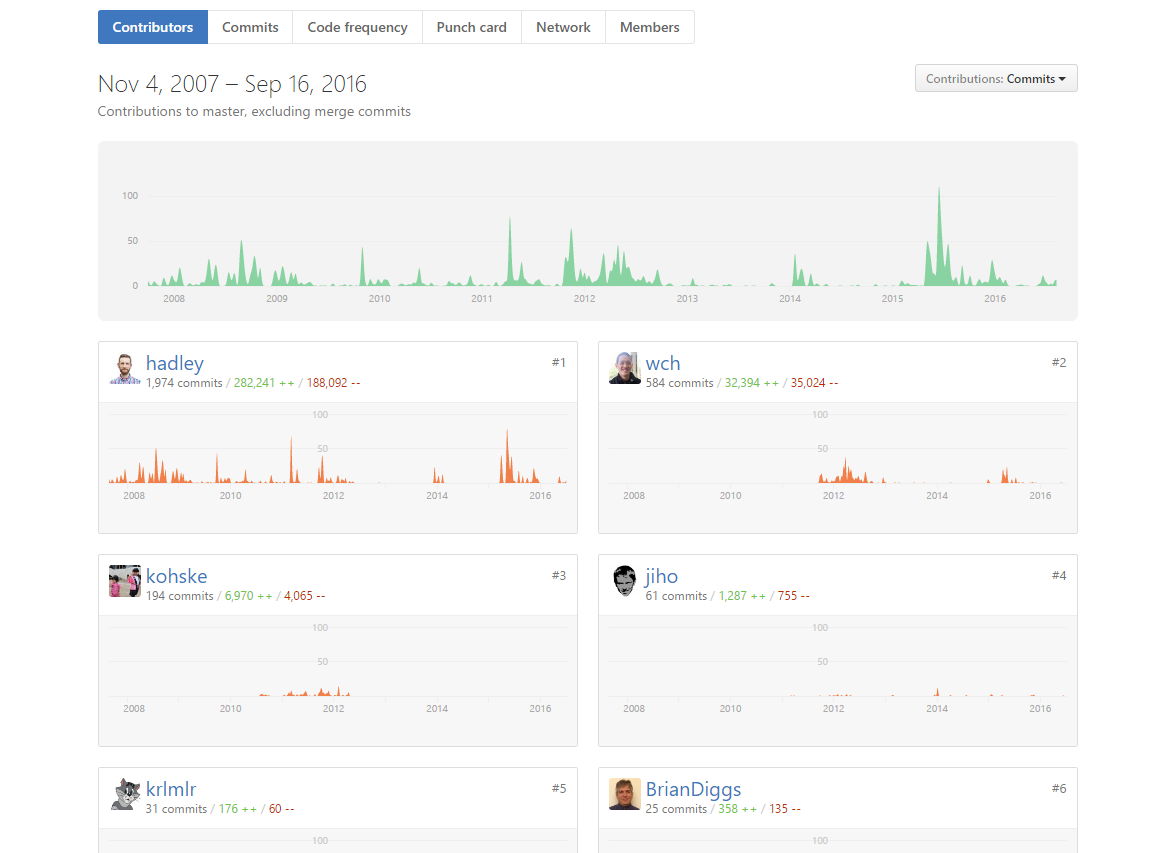 Contributors Commits Code frequency Punch card Network Members
Nov 4, 2007 – Sep 16, 2016
Contributions: Commits
Contributions to master, excluding merge commits
100
50
0
2008 2009 2010 2011 2012 2013 2014 2015 2016
hadley #1
1,974 commits / 282,241 ++ / 188,092 --
100
50
2008 2010 2012 2014 2016
wch #2
584 commits / 32,394 ++ / 35,024 --
100
50
2008 2010 2012 2014 2016
kohske #3
194 commits / 6,970 ++ / 4,065 --
100
50
2008 2010 2012 2014 2016
jiho #4
61 commits / 1,287 ++ / 755 --
100
50
2008 2010 2012 2014 2016
krlmlr #5
31 commits / 176 ++ / 60 --
100
BrianDiggs #6
25 commits / 358 ++ / 135 --
100